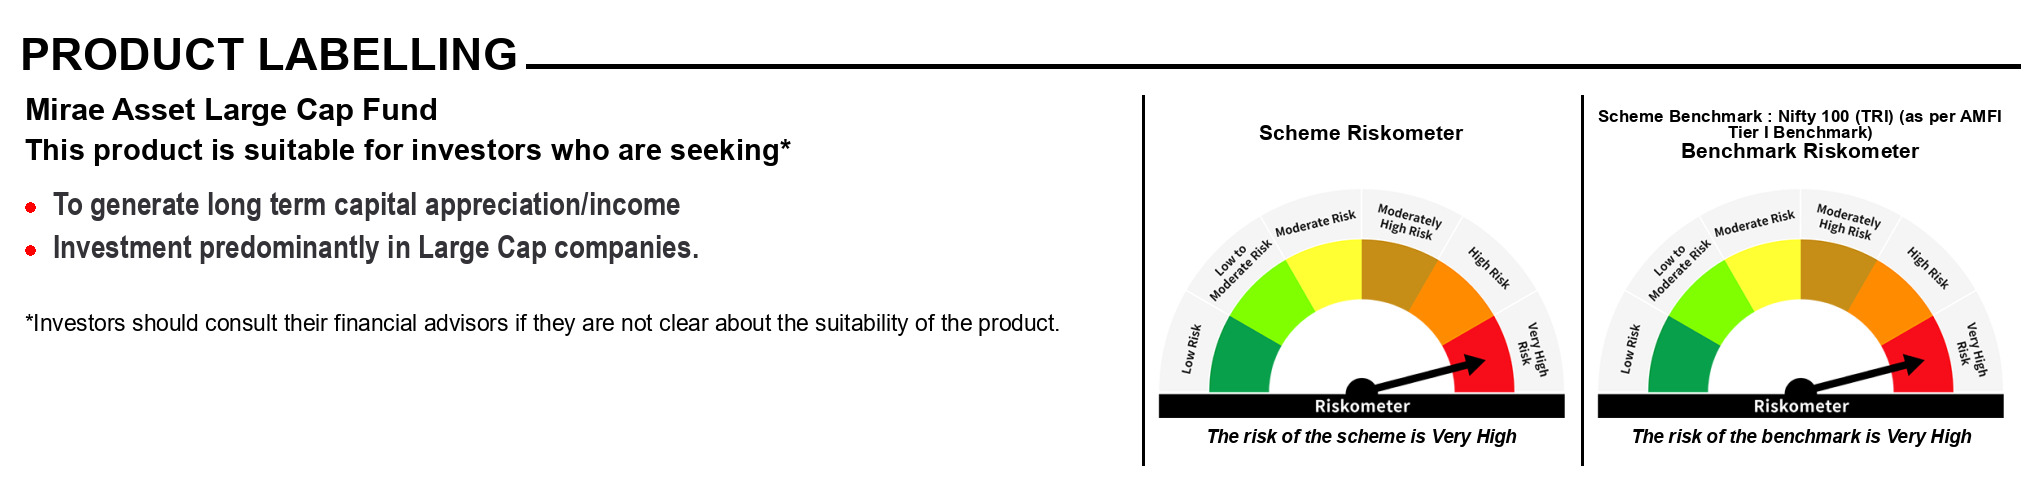 PRODUCT LABELLING
Mirae Asset Large Cap Fund
This product is suitable for investors who are seeking*
To generate long term capital appreciation/income
Investment predominantly in Large Cap companies.
*Investors should consult their financial advisors if they are not clear about the suitability of the product.
Scheme Riskometer
Low Risk
Low to
Moderate Risk
Moderate Risk
Moderately
High Risk
High Risk
Very High
Risk
Riskometer
The risk of the scheme is Very High
Scheme Benchmark : Nifty 100 (TRI) (as per AMFI
Tier I Benchmark)
Benchmark Riskometer
Low Risk
Low to
Moderate Risk
Moderate Risk
Moderately
High Risk
High Risk
Very High
Risk
Riskometer
The risk of the benchmark is Very High